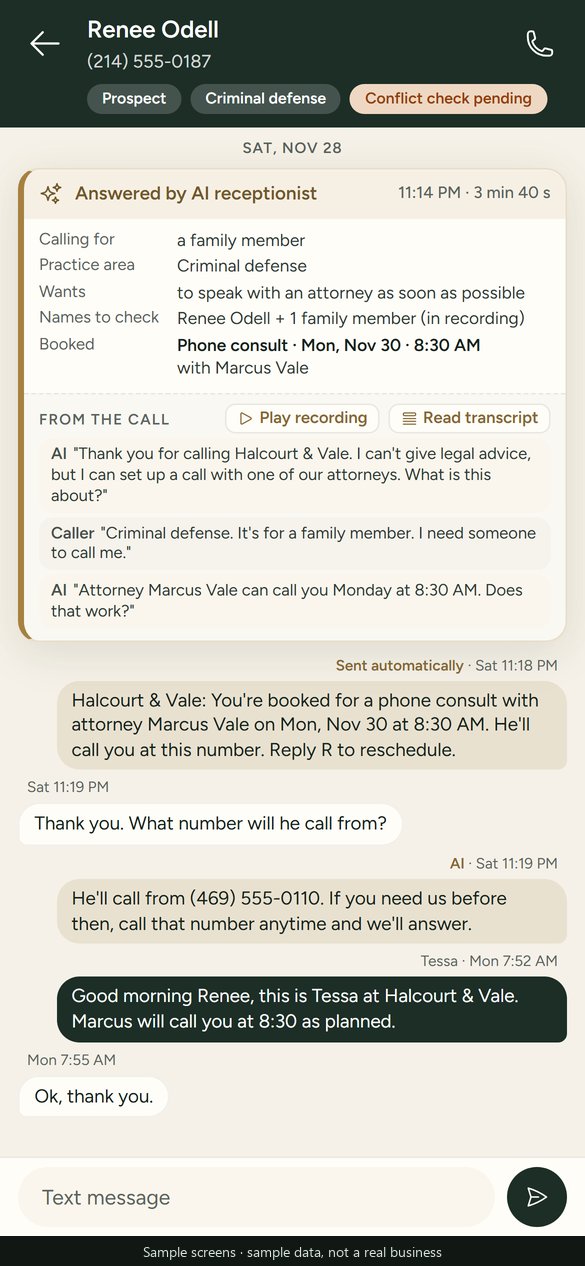 Renee Odell
(214) 555-0187
Prospect
Criminal defense
Conflict check pending
SAT, NOV 28
Answered by AI receptionist
11:14 PM · 3 min 40 s
Calling for
a family member
Practice area
Criminal defense
Wants
to speak with an attorney as soon as possible
Names to check
Renee Odell + 1 family member (in recording)
Booked
Phone consult · Mon, Nov 30 · 8:30 AM
with Marcus Vale
FROM THE CALL
Play recording
Read transcript
AI "Thank you for calling Halcourt & Vale. I can't give legal advice,
but I can set up a call with one of our attorneys. What is this
about?"
Caller "Criminal defense. It's for a family member. I need someone
to call me."
AI "Attorney Marcus Vale can call you Monday at 8:30 AM. Does
that work?"
Sent automatically · Sat 11:18 PM
Halcourt & Vale: You're booked for a phone consult with
attorney Marcus Vale on Mon, Nov 30 at 8:30 AM. He'll
call you at this number. Reply R to reschedule.
Sat 11:19 PM
Thank you. What number will he call from?
AI · Sat 11:19 PM
He'll call from (469) 555-0110. If you need us before
then, call that number anytime and we'll answer.
Tessa · Mon 7:52 AM
Good morning Renee, this is Tessa at Halcourt & Vale.
Marcus will call you at 8:30 as planned.
Mon 7:55 AM
Ok, thank you.
Text message
Sample screens · sample data, not a real business